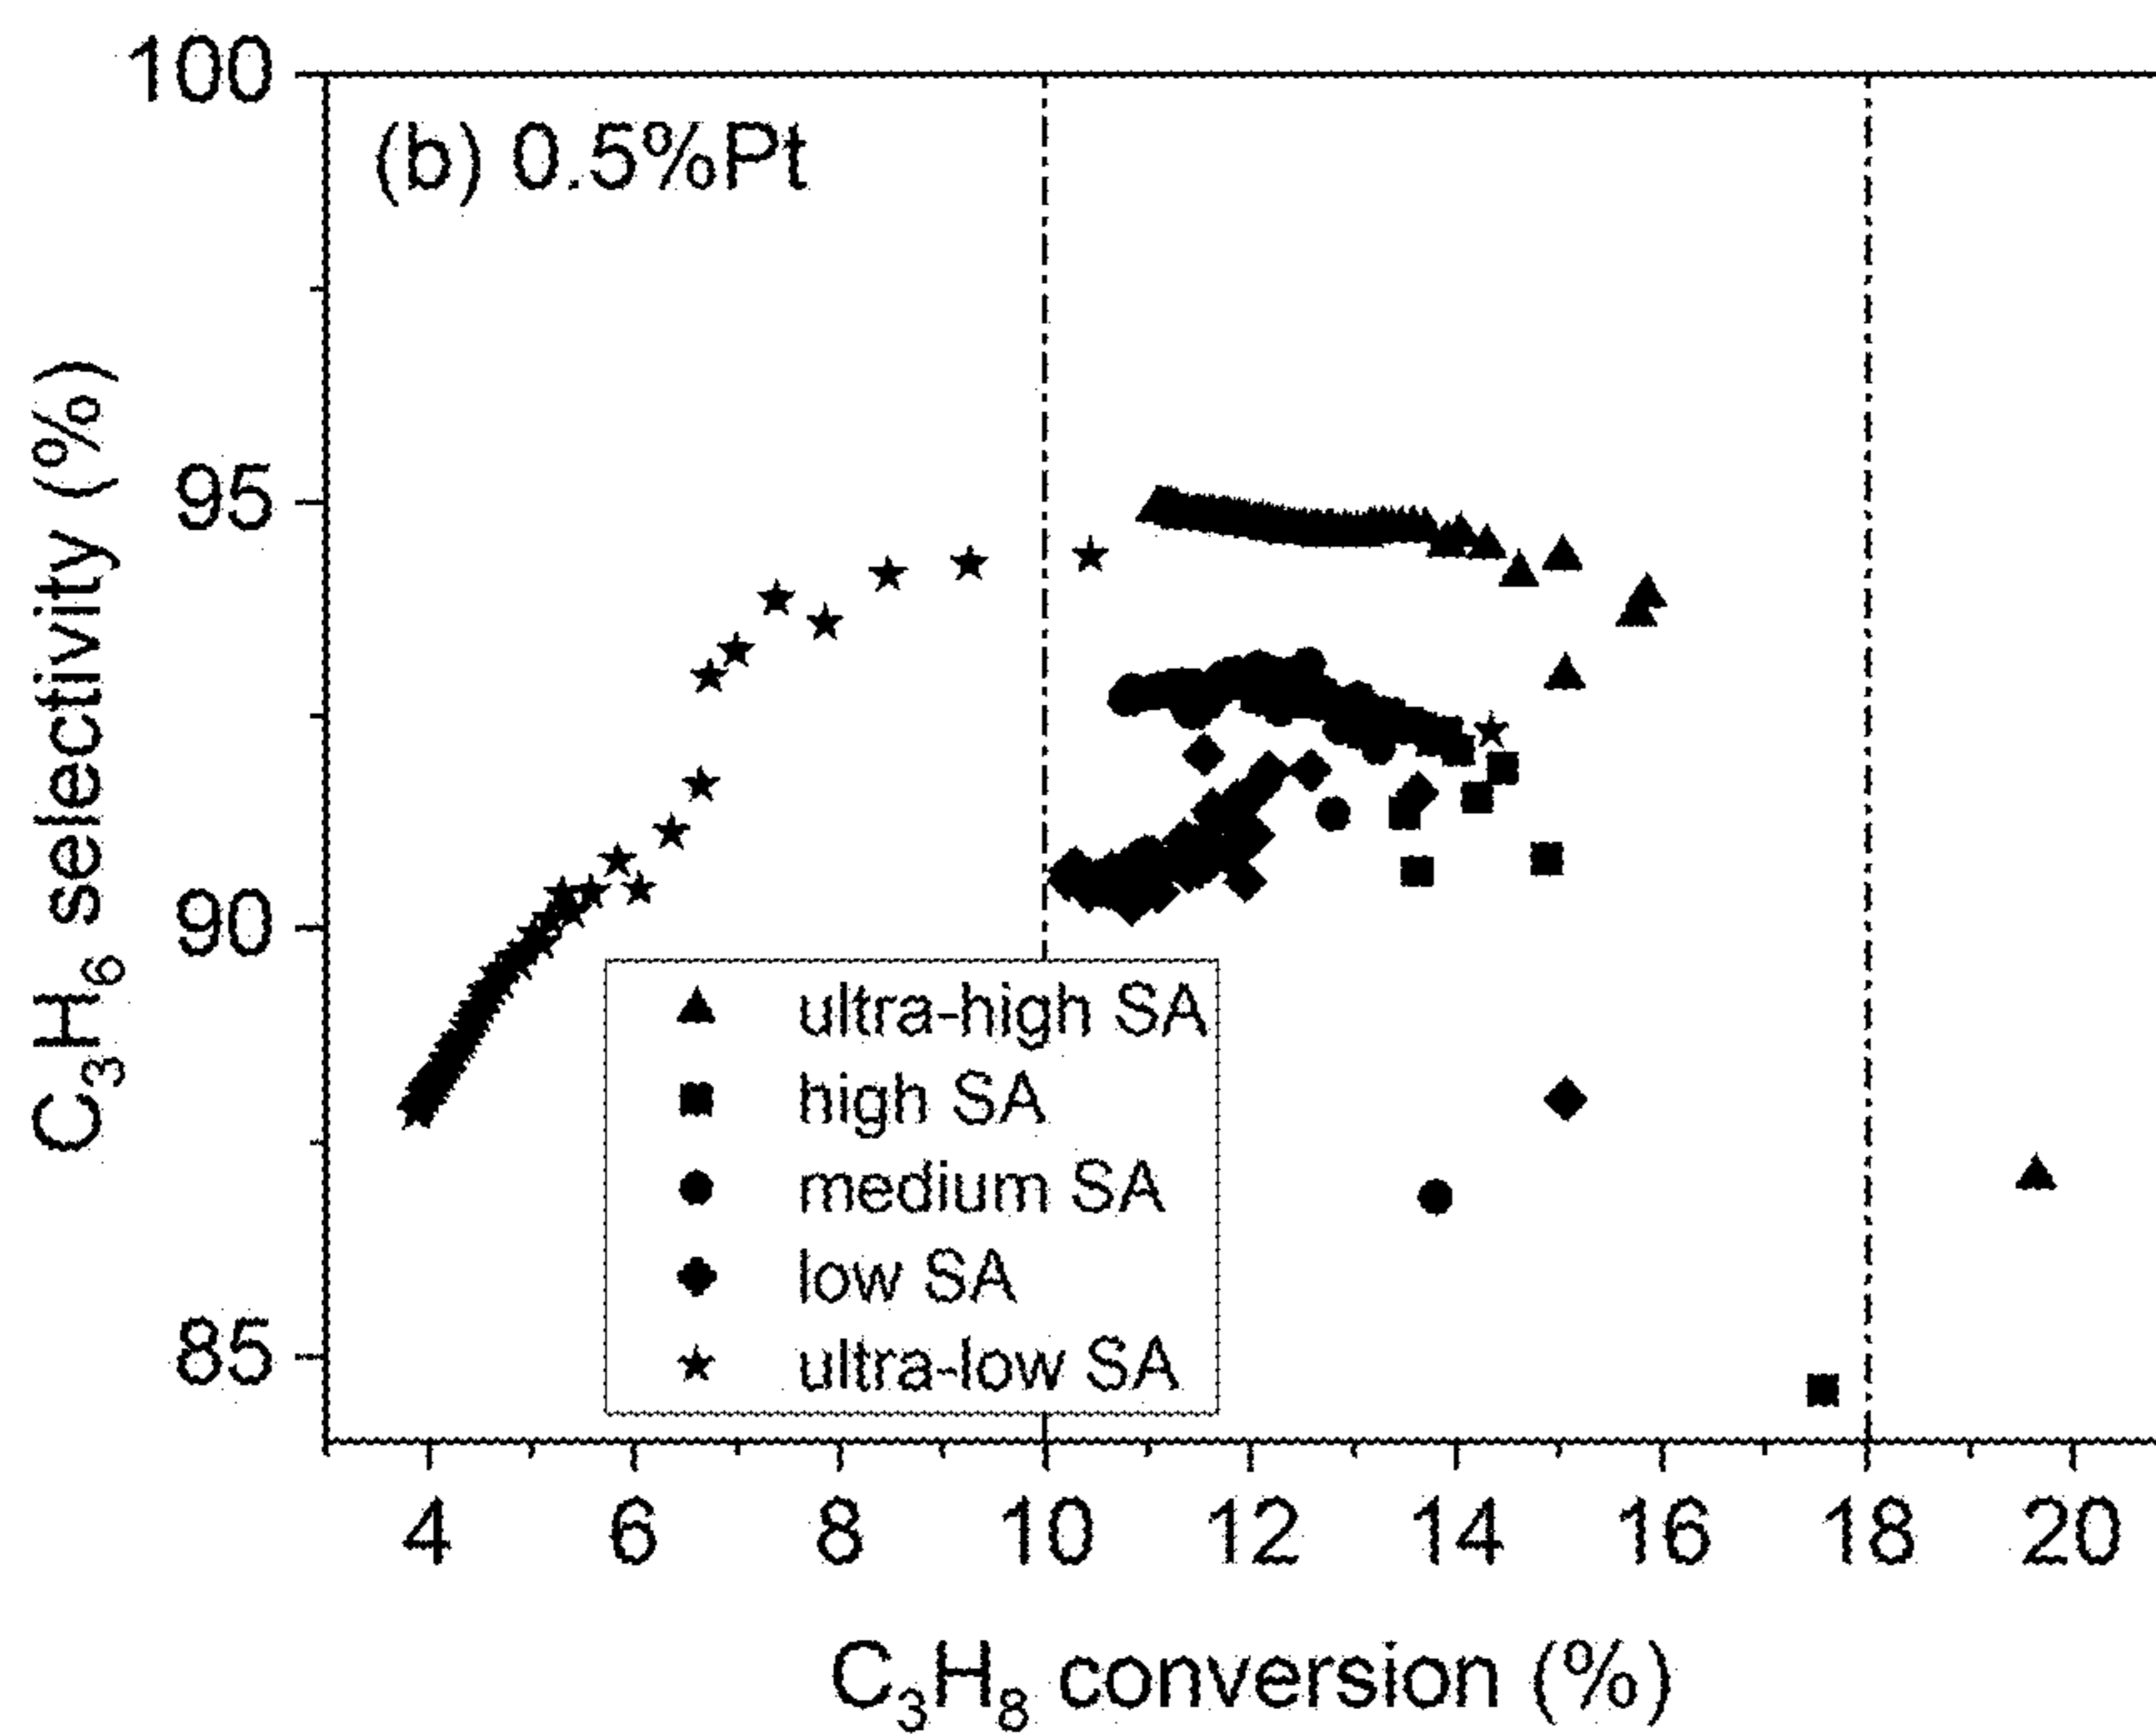 100
(b) 0.5%Pt
95
90
85
C₃H₆ selectivity (%)
ultra-high SA
high SA
medium SA
low SA
ultra-low SA
4 6 8 10 12 14 16 18 20
C₃H₈ conversion (%)